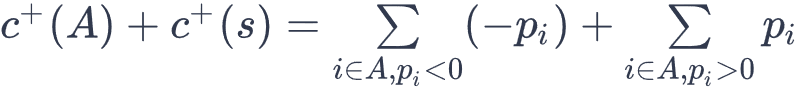 c⁺(A) + c⁺(s) = ∑_{i∈A,p_i<0} (−p_i) + ∑_{i∈A,p_i>0} p_i